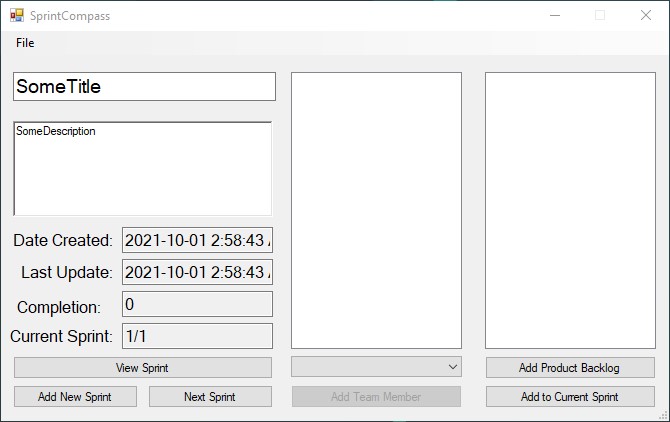 SprintCompass
File
SomeTitle
SomeDescription
Date Created: 2021-10-01 2:58:43
Last Update: 2021-10-01 2:58:43
Completion: 0
Current Sprint: 1/1
View Sprint
Add New Sprint Next Sprint
Add Team Member
Add Product Backlog
Add to Current Sprint